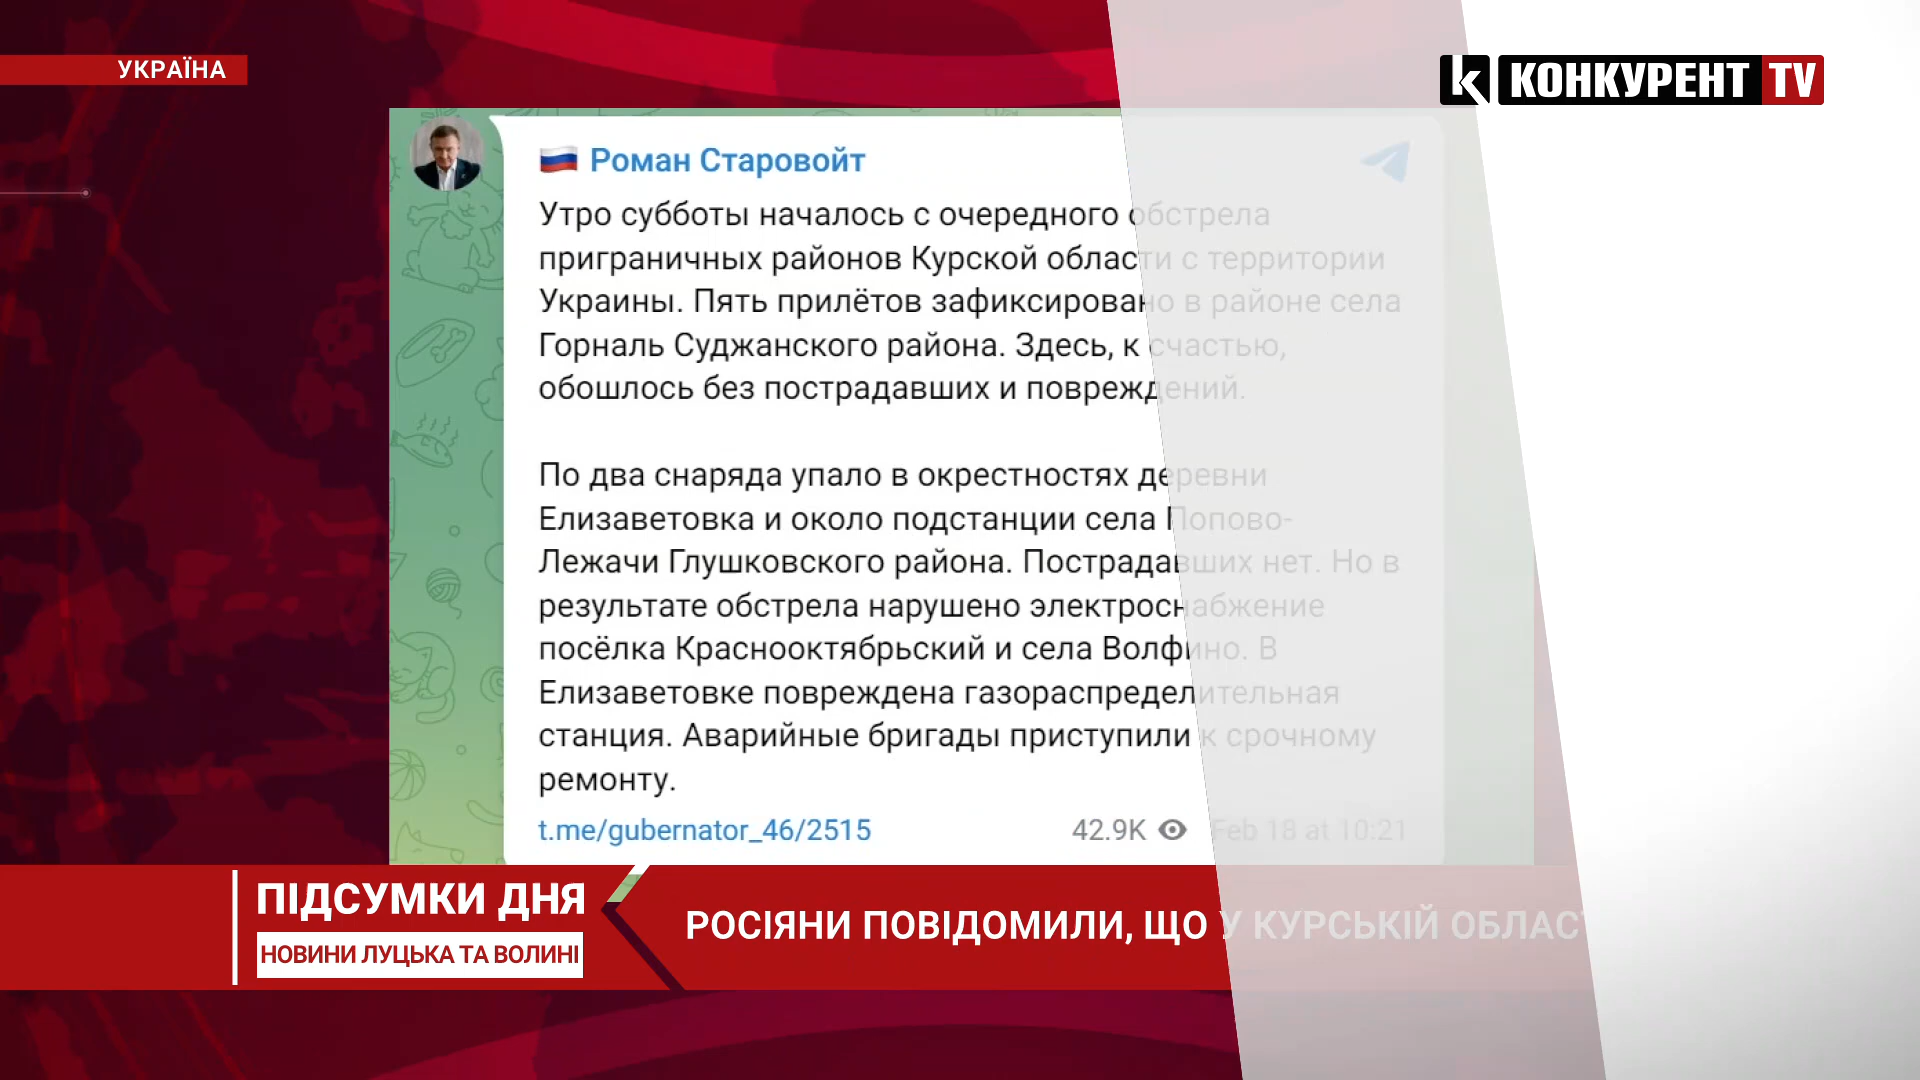 УКРАЇНА
КОНКУРЕНТ TV
Роман Старовойт
Утро субботы началось с очередного обстрела
приграничных районов Курской области с территории
Украины. Пять прилётов зафиксировано в районе села
Горналь Суджанского района. Здесь, к счастью,
обошлось без пострадавших и повреждений.
По два снаряда упало в окрестностях деревни
Елизаветовка и около подстанции села Попово-
Лежачи Глушковского района. Пострадавших нет. Но в
результате обстрела нарушено электроснабжение
посёлка Краснооктябрьский и села Волфино. В
Елизаветовке повреждена газораспределительная
станция. Аварийные бригады приступили к срочному
ремонту.
t.me/gubernator_46/2515 42.9K Feb 18 at 10:21
ПІДСУМКИ ДНЯ
НОВИНИ ЛУЦЬКА ТА ВОЛИНІ
РОСІЯНИ ПОВІДОМИЛИ, ЩО У КУРСЬКІЙ ОБЛАС